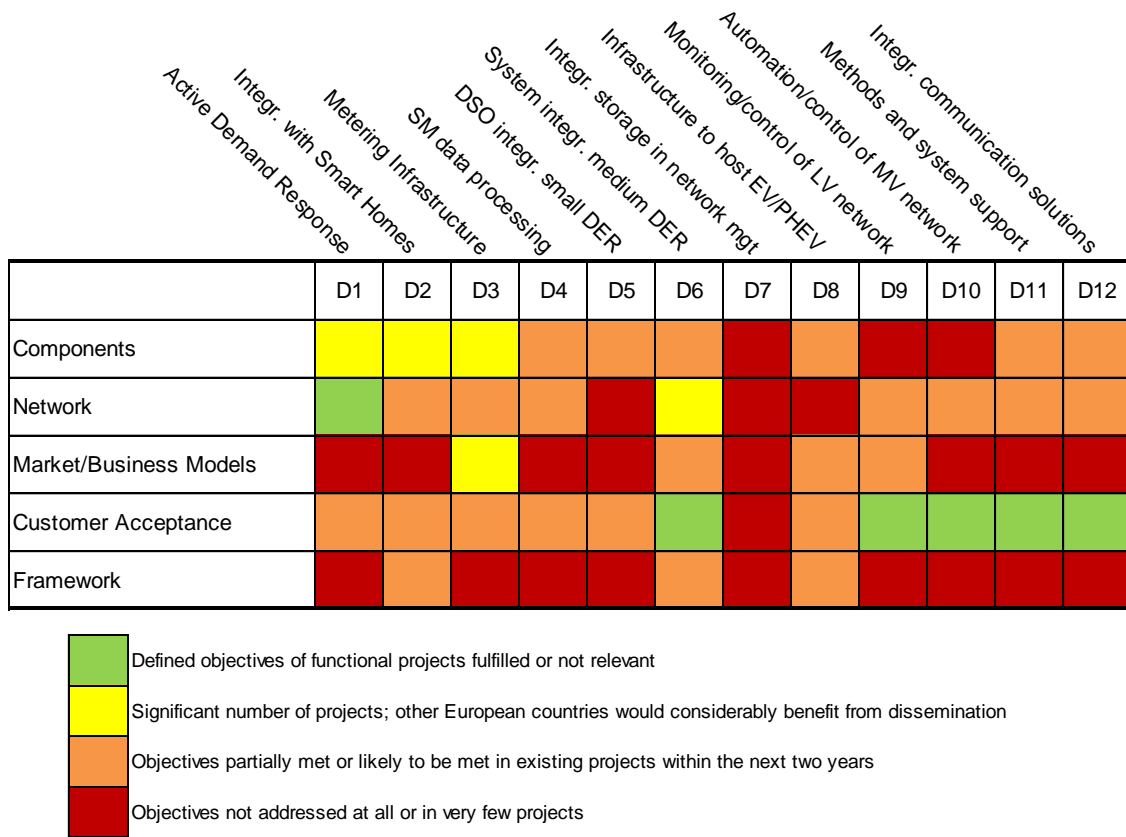 Active Demand Response
Integr. with Smart Homes
Metering Infrastructure
SM data processing
DSO integr. small DER
System integr. medium DER
Integr. storage in network mgt
Infrastructure to host EV/PHEV
Monitoring/control of LV network
Automation/control of MV network
Methods and system support
Integr. communication solutions
D1 D2 D3 D4 D5 D6 D7 D8 D9 D10 D11 D12
Components
Network
Market/Business Models
Customer Acceptance
Framework
Defined objectives of functional projects fulfilled or not relevant
Significant number of projects; other European countries would considerably benefit from dissemination
Objectives partially met or likely to be met in existing projects within the next two years
Objectives not addressed at all or in very few projects